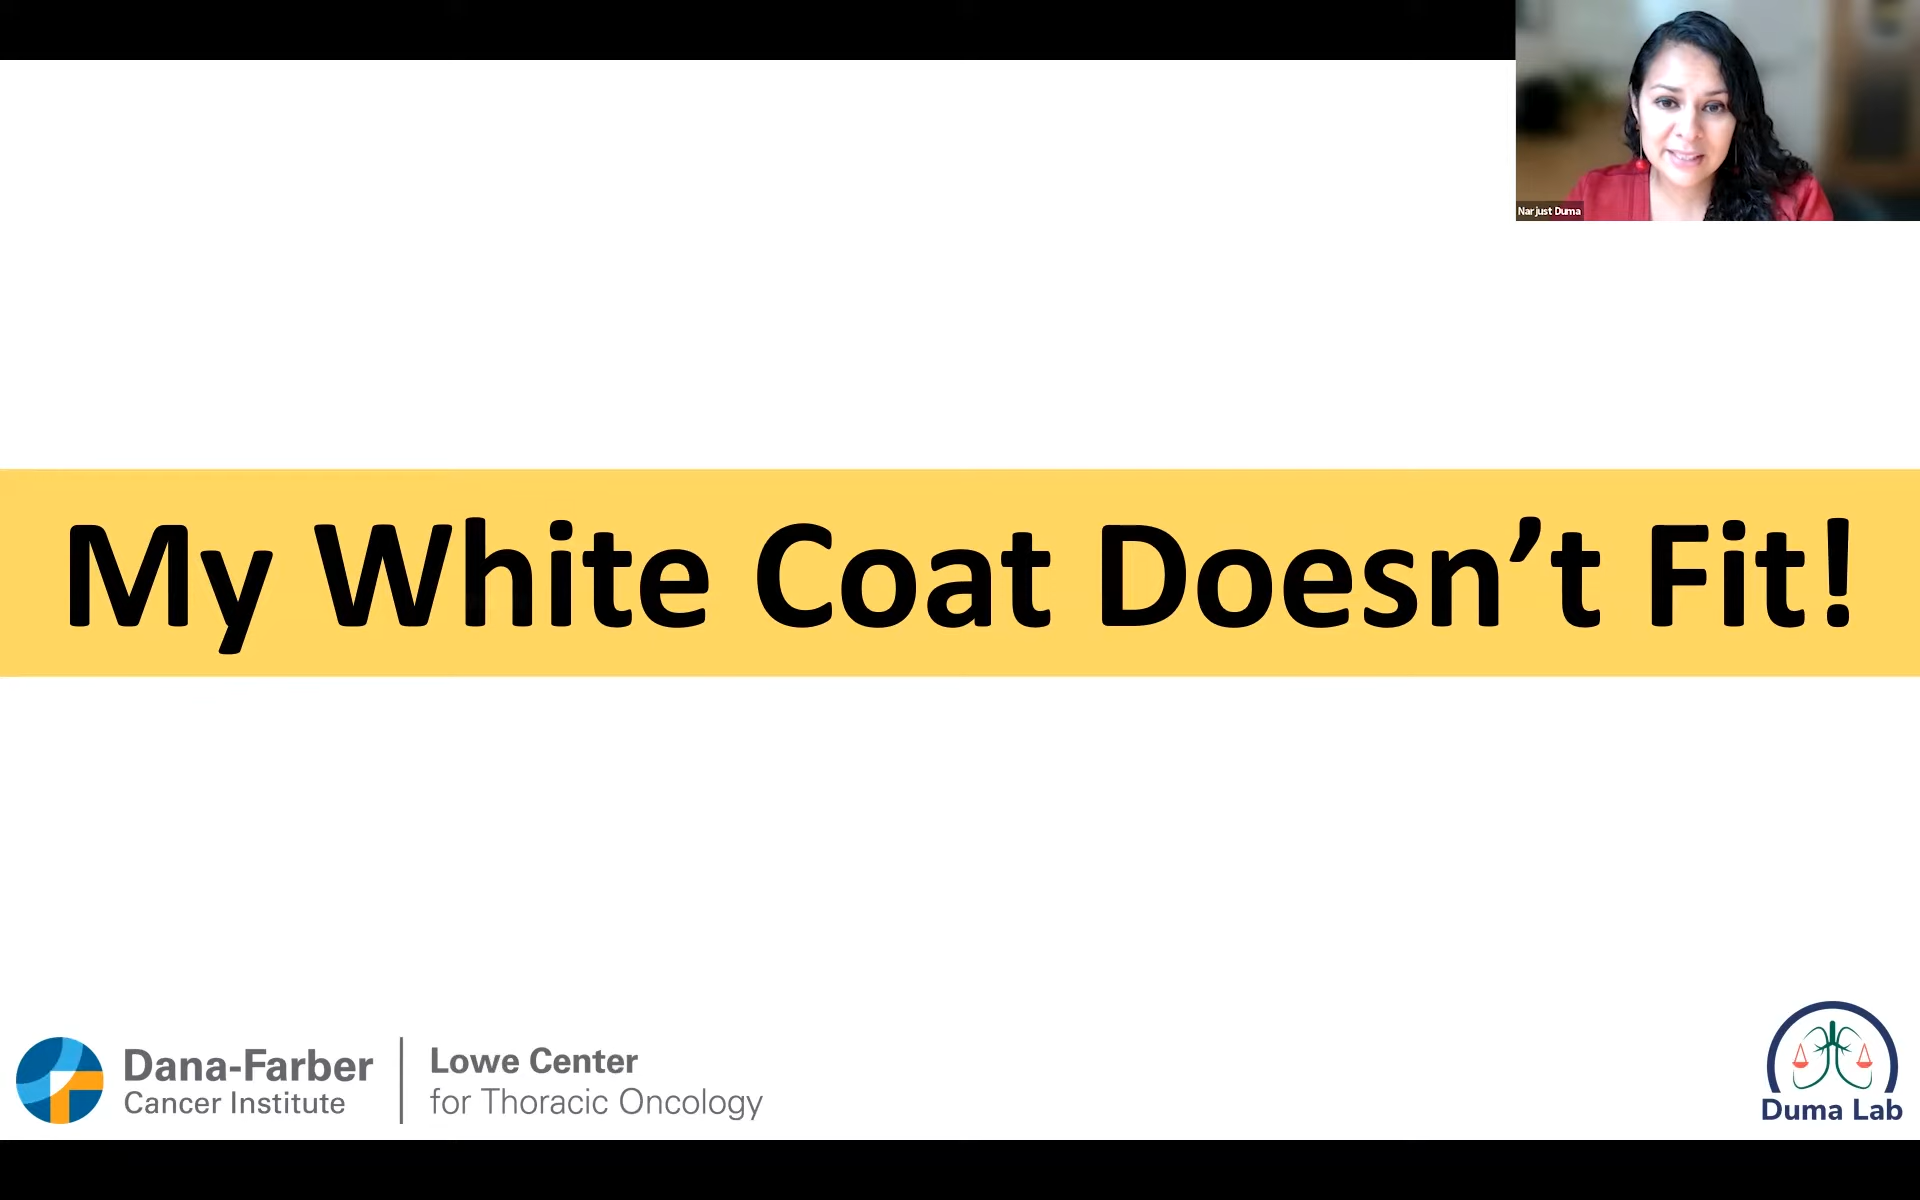 Narjust Duma
My White Coat Doesn’t Fit!
Dana-Farber
Cancer Institute
Lowe Center
for Thoracic Oncology
Duma Lab